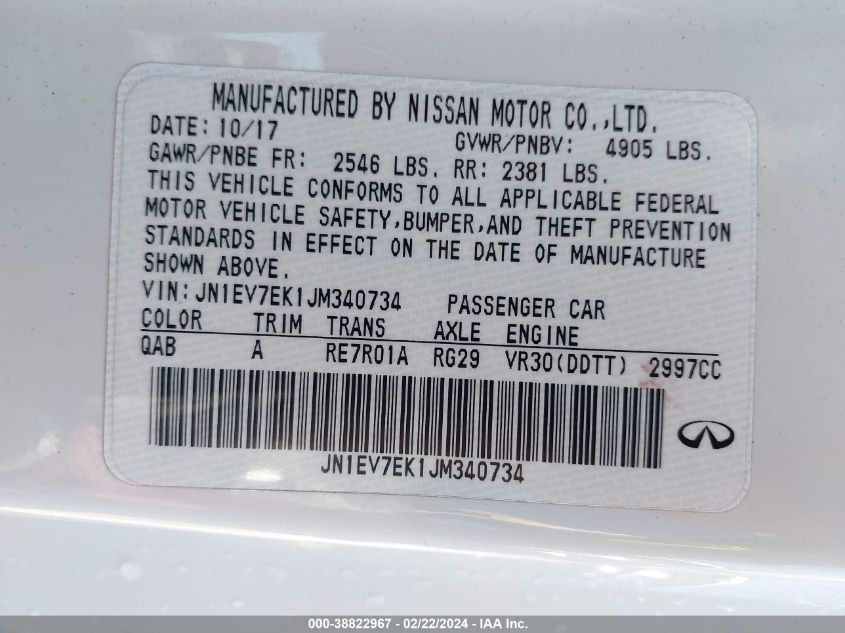 MANUFACTURED BY NISSAN MOTOR CO.,LTD.
DATE: 10/17 GVWR/PNBV: 4905 LBS.
GAWR/PNBE FR: 2546 LBS. RR: 2381 LBS.
THIS VEHICLE CONFORMS TO ALL APPLICABLE FEDERAL
MOTOR VEHICLE SAFETY,BUMPER,AND THEFT PREVENTION
STANDARDS IN EFFECT ON THE DATE OF MANUFACTURE
SHOWN ABOVE.
VIN:JN1EV7EK1JM340734 PASSENGER CAR
COLOR TRIM TRANS AXLE ENGINE
QAB A RE7R01A RG29 VR30(DDTT) 2997CC
JN1EV7EK1JM340734
000-38822967 - 02/22/2024 - IAA Inc.